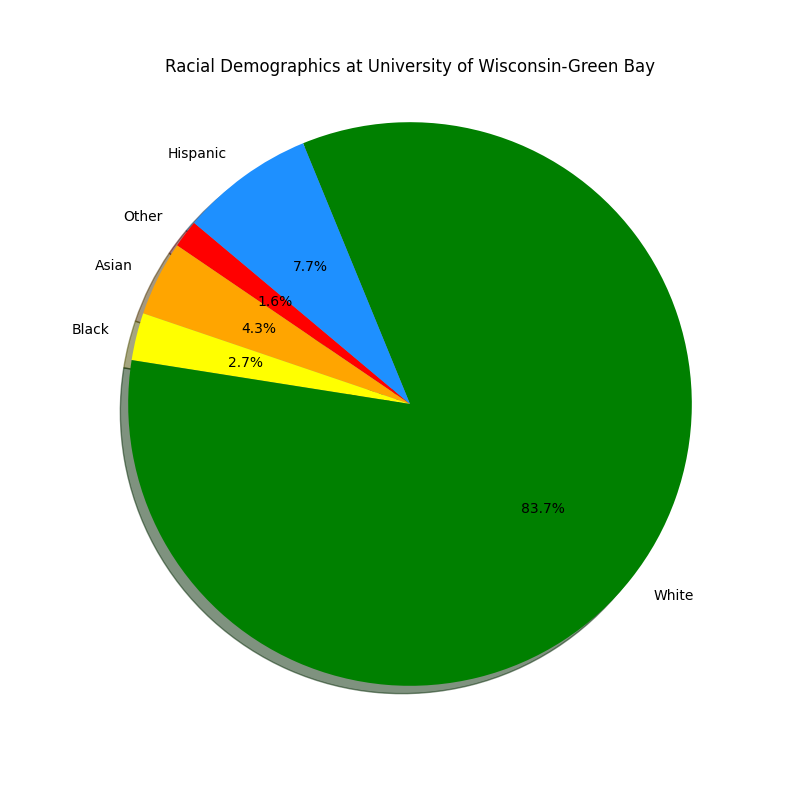 Racial Demographics at University of Wisconsin-Green Bay
Hispanic
Other
Asian
Black
7.7%
1.6%
4.3%
2.7%
83.7%
White